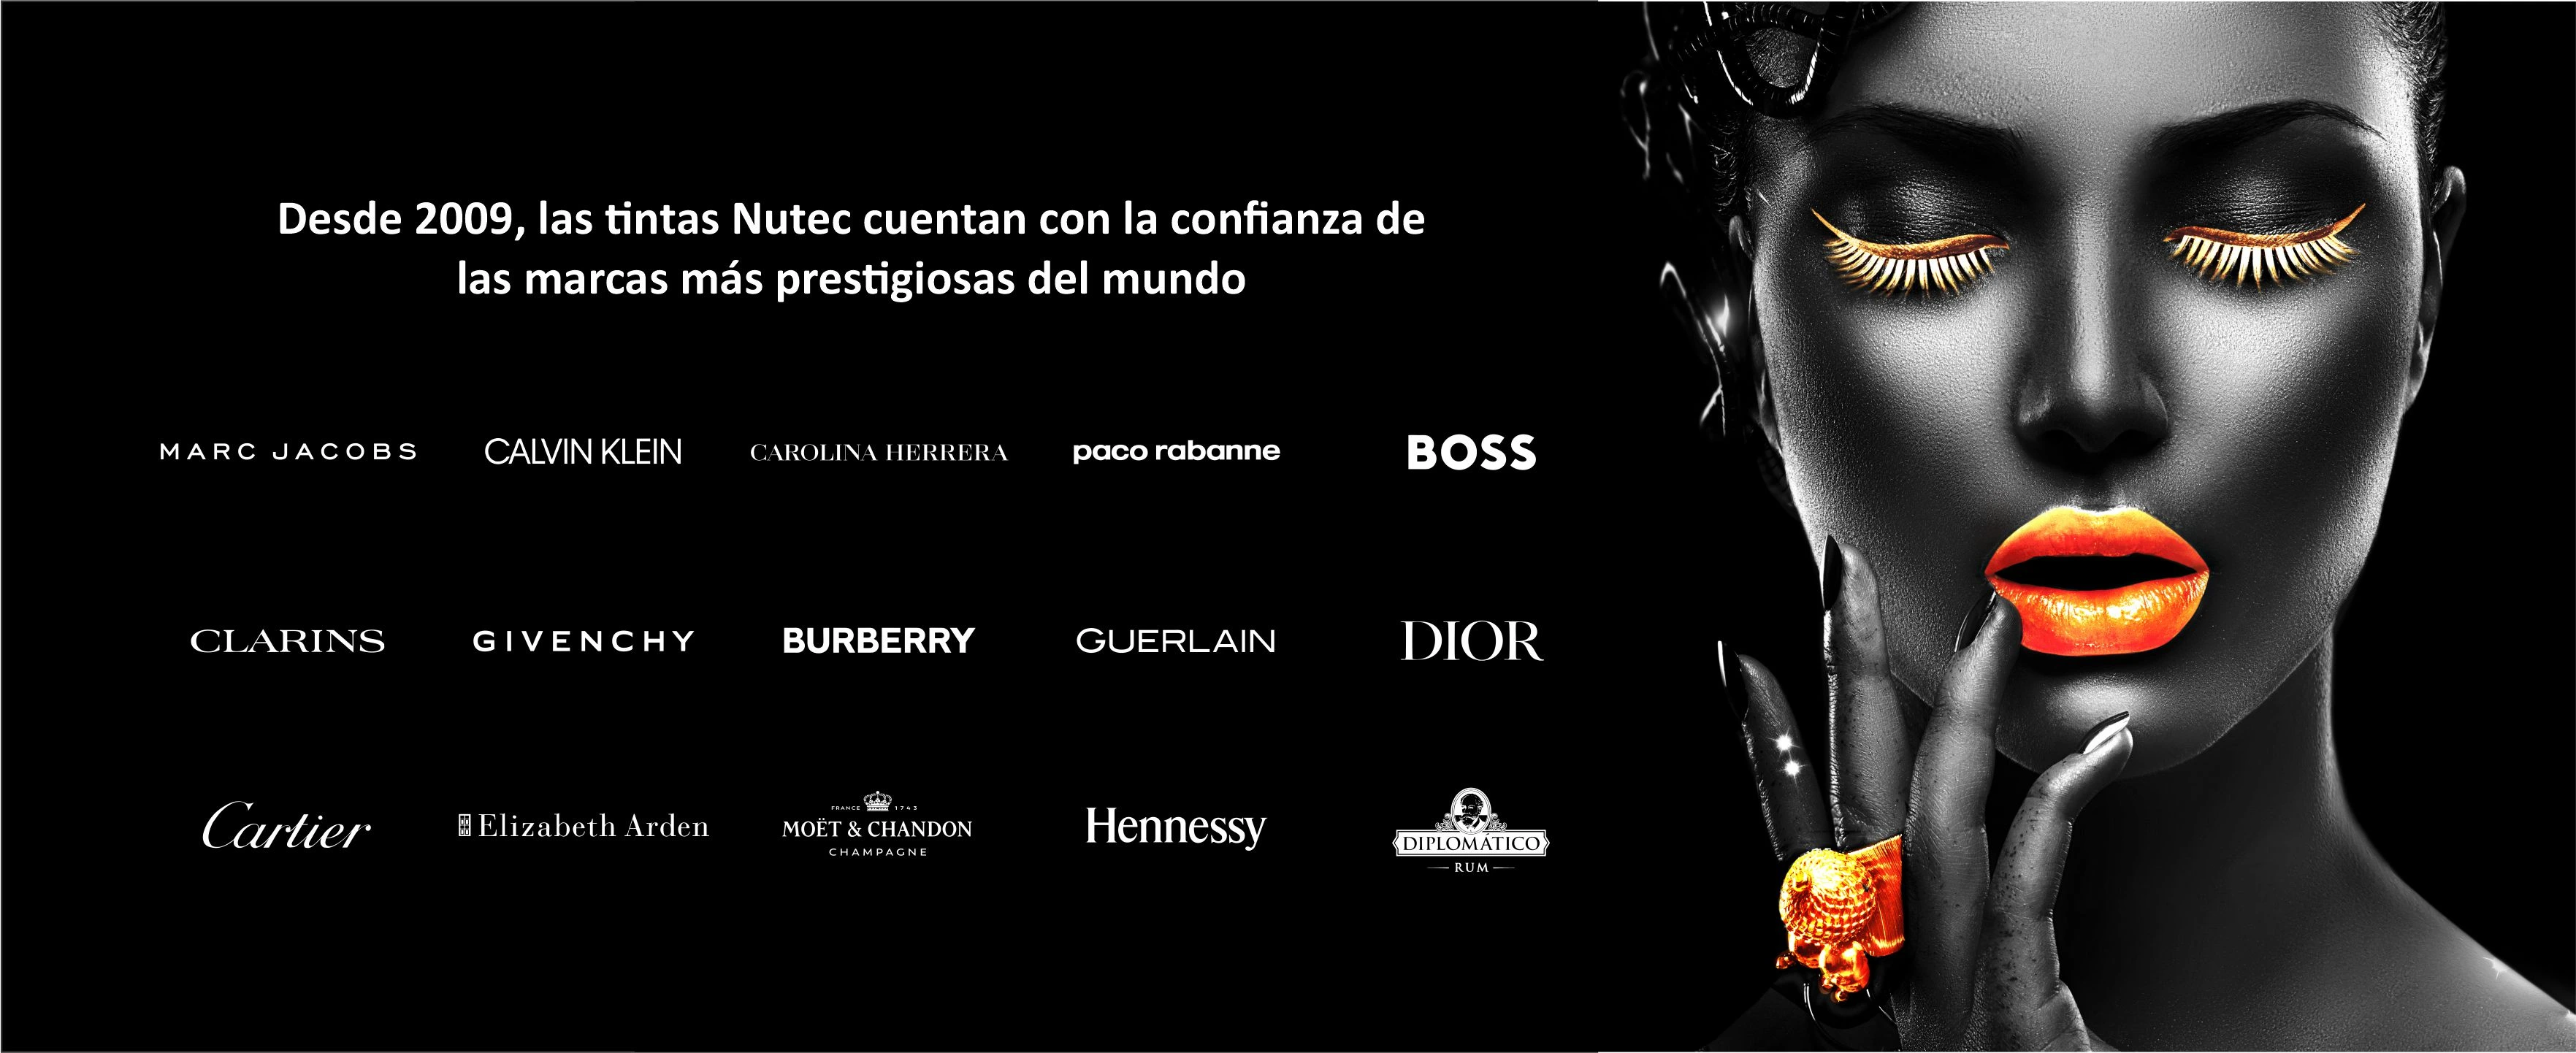 Desde 2009, las tintas Nutec cuentan con la confianza de
las marcas más prestigiosas del mundo
MARC JACOBS
CALVIN KLEIN
CAROLINA HERRERA
paco rabanne
BOSS
CLARINS
GIVENCHY
BURBERRY
GUERLAIN
DIOR
Cartier
Elizabeth Arden
FRANCE 1743
MOËT & CHANDON
CHAMPAGNE
Hennessy
DIPLOMÁTICO
RUM